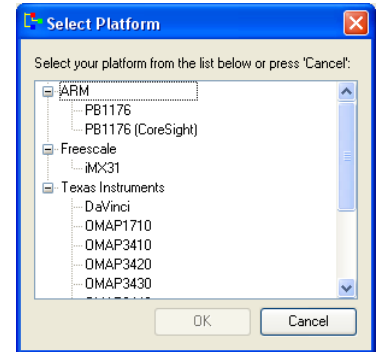 Select Platform
Select your platform from the list below or press 'Cancel':
ARM
PB1176
PB1176 (CoreSight)
Freescale
iMX31
Texas Instruments
DaVinci
OMAP1710
OMAP3410
OMAP3420
OMAP3430
OK
Cancel